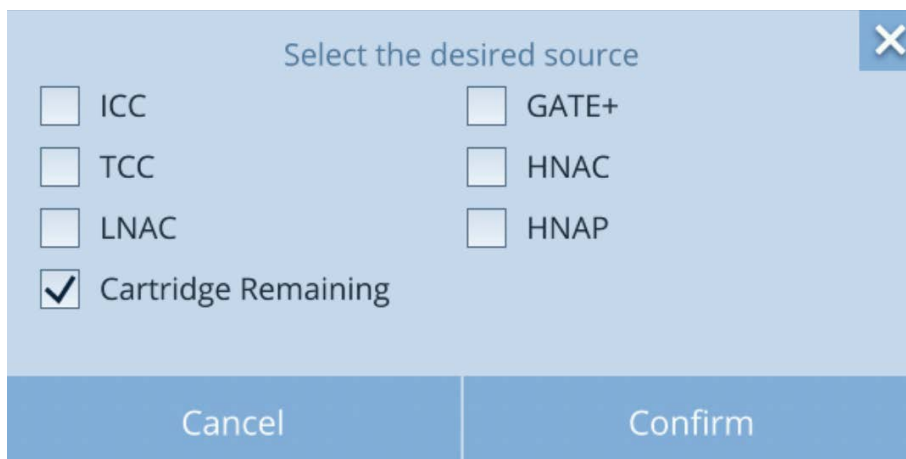 Select the desired source
ICC
GATE+
TCC
HNAC
LNAC
HNAP
Cartridge Remaining
Cancel
Confirm